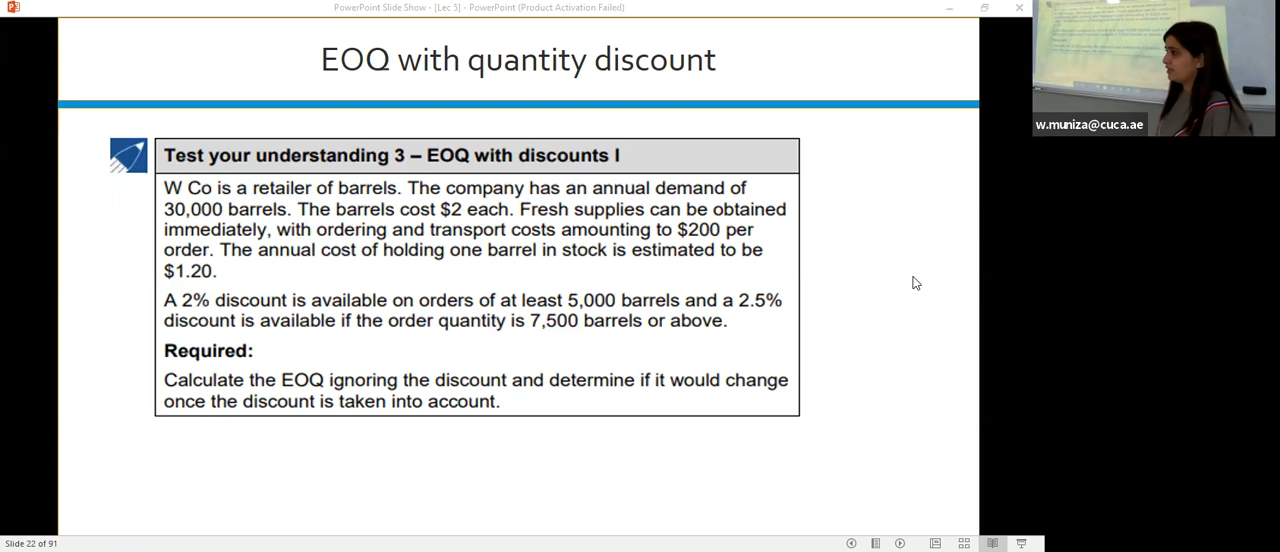 PowerPoint Slide Show - [Lec 5] - PowerPoint (Product Activation Failed)
EOQ with quantity discount
Test your understanding 3 – EOQ with discounts I
W Co is a retailer of barrels. The company has an annual demand of
30,000 barrels. The barrels cost $2 each. Fresh supplies can be obtained
immediately, with ordering and transport costs amounting to $200 per
order. The annual cost of holding one barrel in stock is estimated to be
$1.20.
A 2% discount is available on orders of at least 5,000 barrels and a 2.5%
discount is available if the order quantity is 7,500 barrels or above.
Required:
Calculate the EOQ ignoring the discount and determine if it would change
once the discount is taken into account.
w.muniza@cuca.ae
Slide 22 of 91